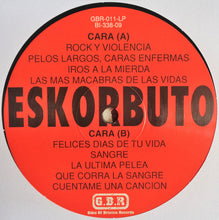 GBR-011-LP
BI-338-09
CARA (A)
ROCK Y VIOLENCIA
PELOS LARGOS, CARAS ENFERMAS
IROS A LA MIERDA
LAS MAS MACABRAS DE LAS VIDAS
ESKORBUTO
CARA (B)
FELICES DIAS DE TU VIDA
SANGRE
LA ULTIMA PELEA
QUE CORRA LA SANGRE
CUENTAME UNA CANCION
G.B.R
Records